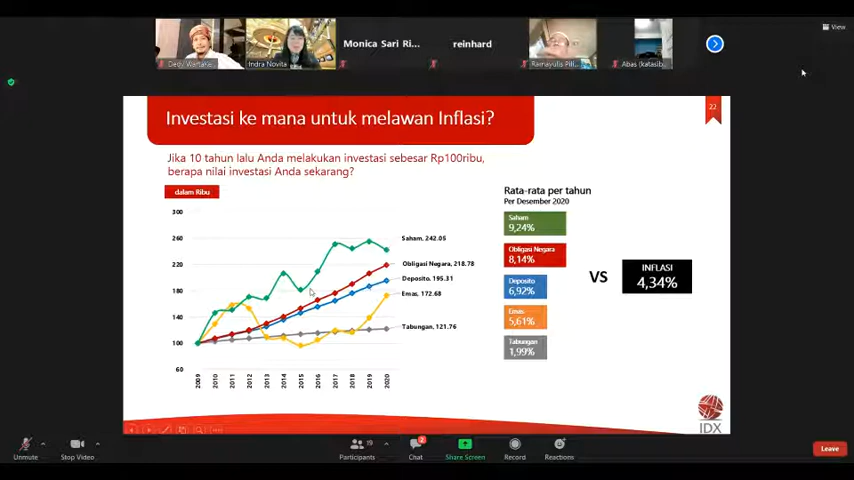 View
Monica Sari Ri...
reinhard
Indra Novita
22
Investasi ke mana untuk melawan Inflasi?
Jika 10 tahun lalu Anda melakukan investasi sebesar Rp100ribu,
berapa nilai investasi Anda sekarang?
dalam Ribu
300
260
220
180
140
100
60
2009
2010
2011
2012
2013
2014
2015
2016
2017
2018
2019
2020
Saham, 242.05
Obligasi Negara, 218.78
Deposito, 195.31
Emas, 172.68
Tabungan, 121.76
Rata-rata per tahun
Per Desember 2020
Saham
9,24%
Obligasi Negara
8,14%
Deposito
6,92%
Emas
5,61%
Tabungan
1,99%
VS
INFLASI
4,34%
IDX
Unmute
Stop Video
19
Participants
2
Chat
Share Screen
Record
Reactions
Leave